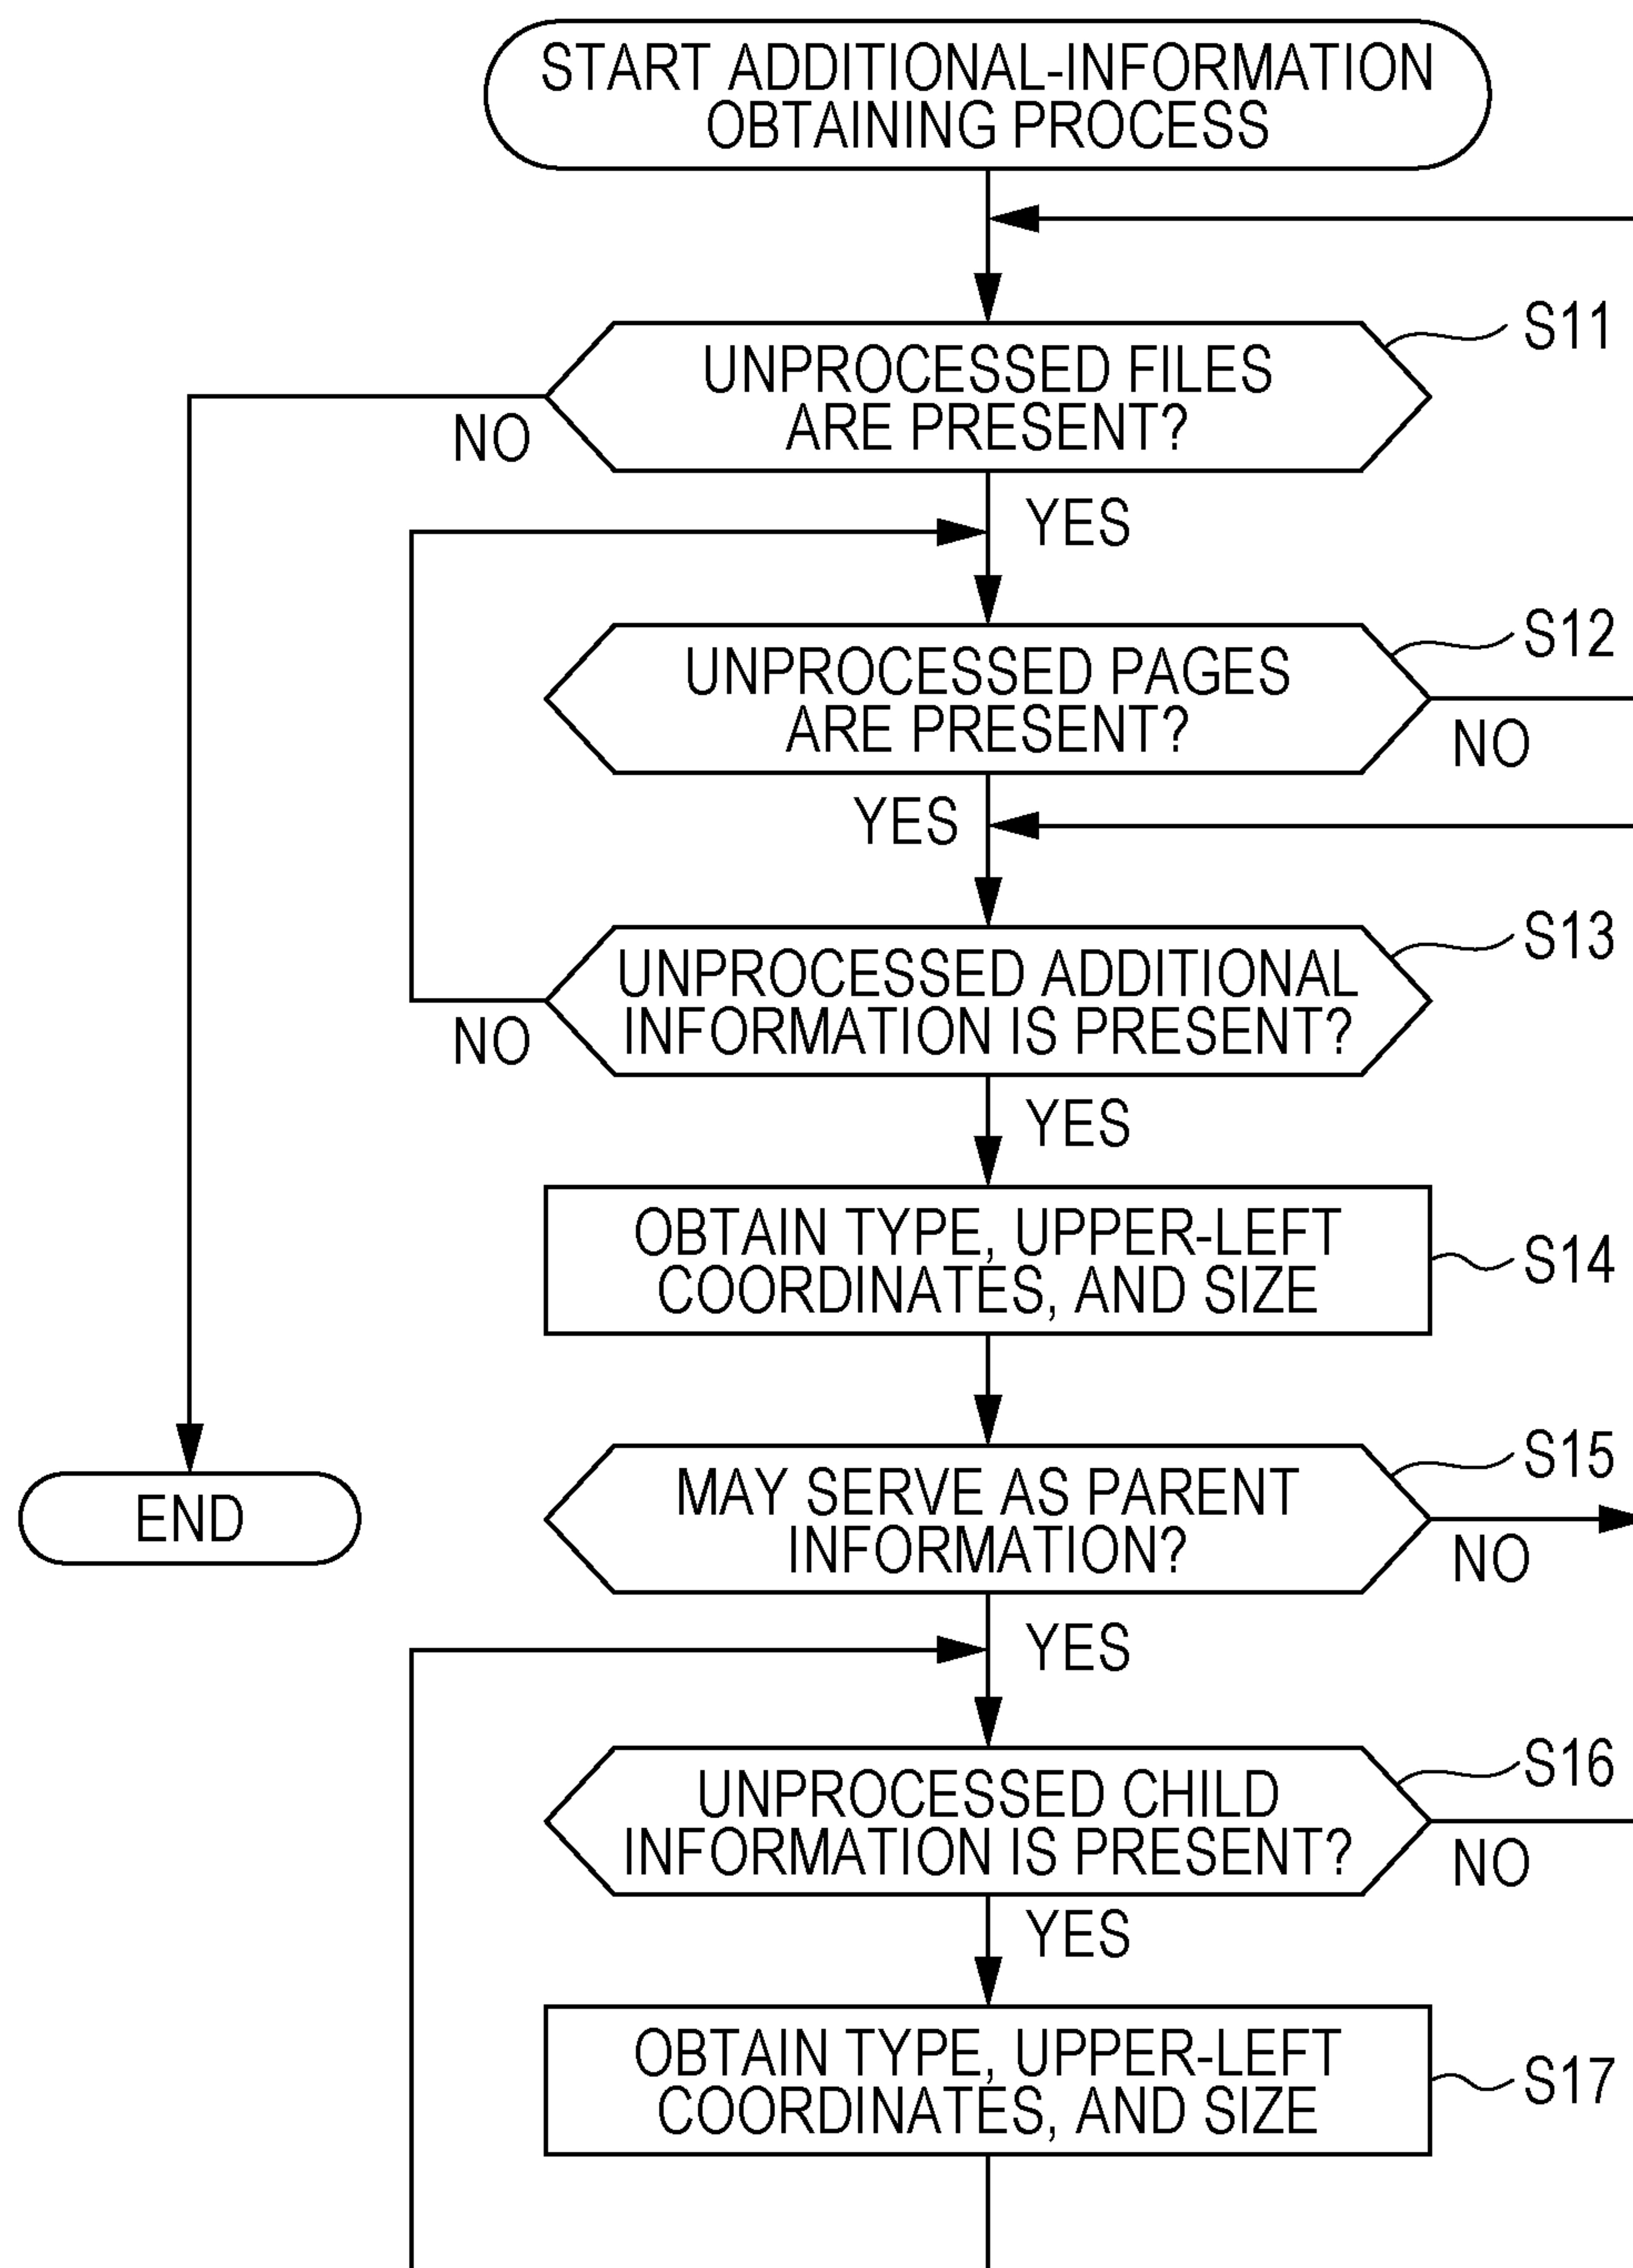 START ADDITIONAL-INFORMATION
OBTAINING PROCESS
S11
UNPROCESSED FILES
ARE PRESENT?
NO
YES
S12
UNPROCESSED PAGES
ARE PRESENT?
NO
YES
S13
UNPROCESSED ADDITIONAL
INFORMATION IS PRESENT?
NO
YES
OBTAIN TYPE, UPPER-LEFT
COORDINATES, AND SIZE
S14
S15
MAY SERVE AS PARENT
INFORMATION?
END
NO
YES
S16
UNPROCESSED CHILD
INFORMATION IS PRESENT?
NO
YES
OBTAIN TYPE, UPPER-LEFT
COORDINATES, AND SIZE
S17